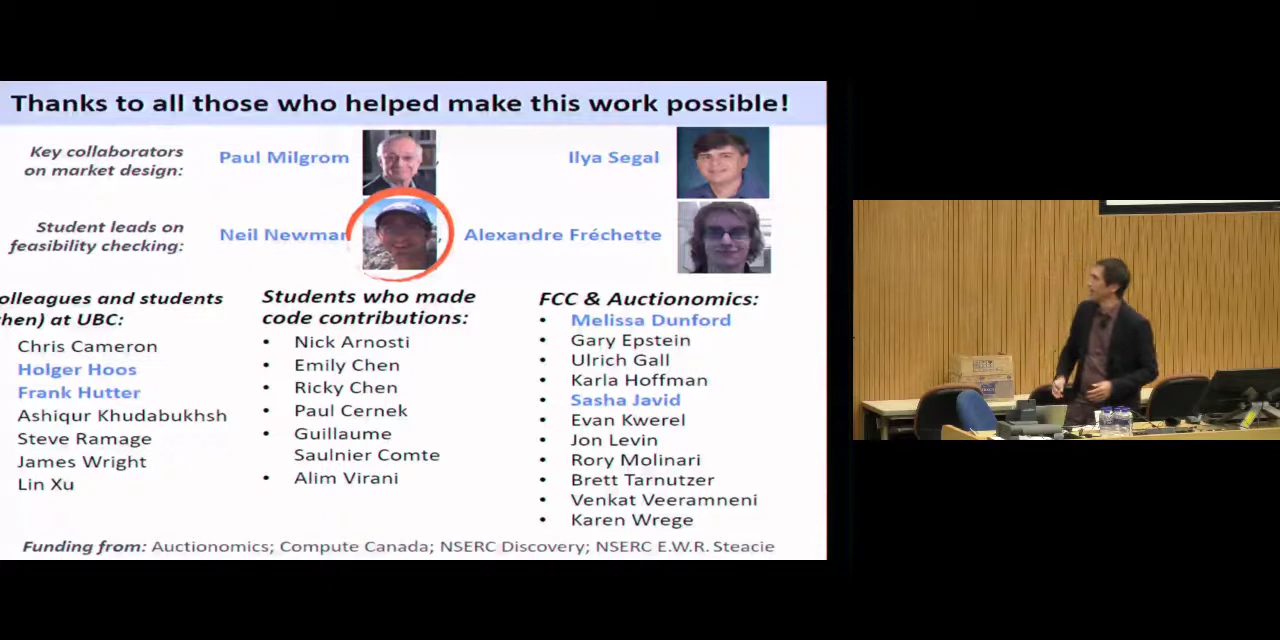 Thanks to all those who helped make this work possible!
Key collaborators
on market design:
Paul Milgrom
,
Ilya Segal
Student leads on
feasibility checking:
Neil Newman
,
Alexandre Fréchette
olleagues and students
hen) at UBC:
Chris Cameron
Holger Hoos
Frank Hutter
Ashiqur Khudabukhsh
Steve Ramage
James Wright
Lin Xu
Students who made
code contributions:
• Nick Arnosti
• Emily Chen
• Ricky Chen
• Paul Cernek
• Guillaume
Saulnier Comte
• Alim Virani
FCC & Auctionomics:
• Melissa Dunford
• Gary Epstein
• Ulrich Gall
• Karla Hoffman
• Sasha Javid
• Evan Kwerel
• Jon Levin
• Rory Molinari
• Brett Tarnutzer
• Venkat Veeramneni
• Karen Wrege
Funding from: Auctionomics; Compute Canada; NSERC Discovery; NSERC E.W.R. Steacie